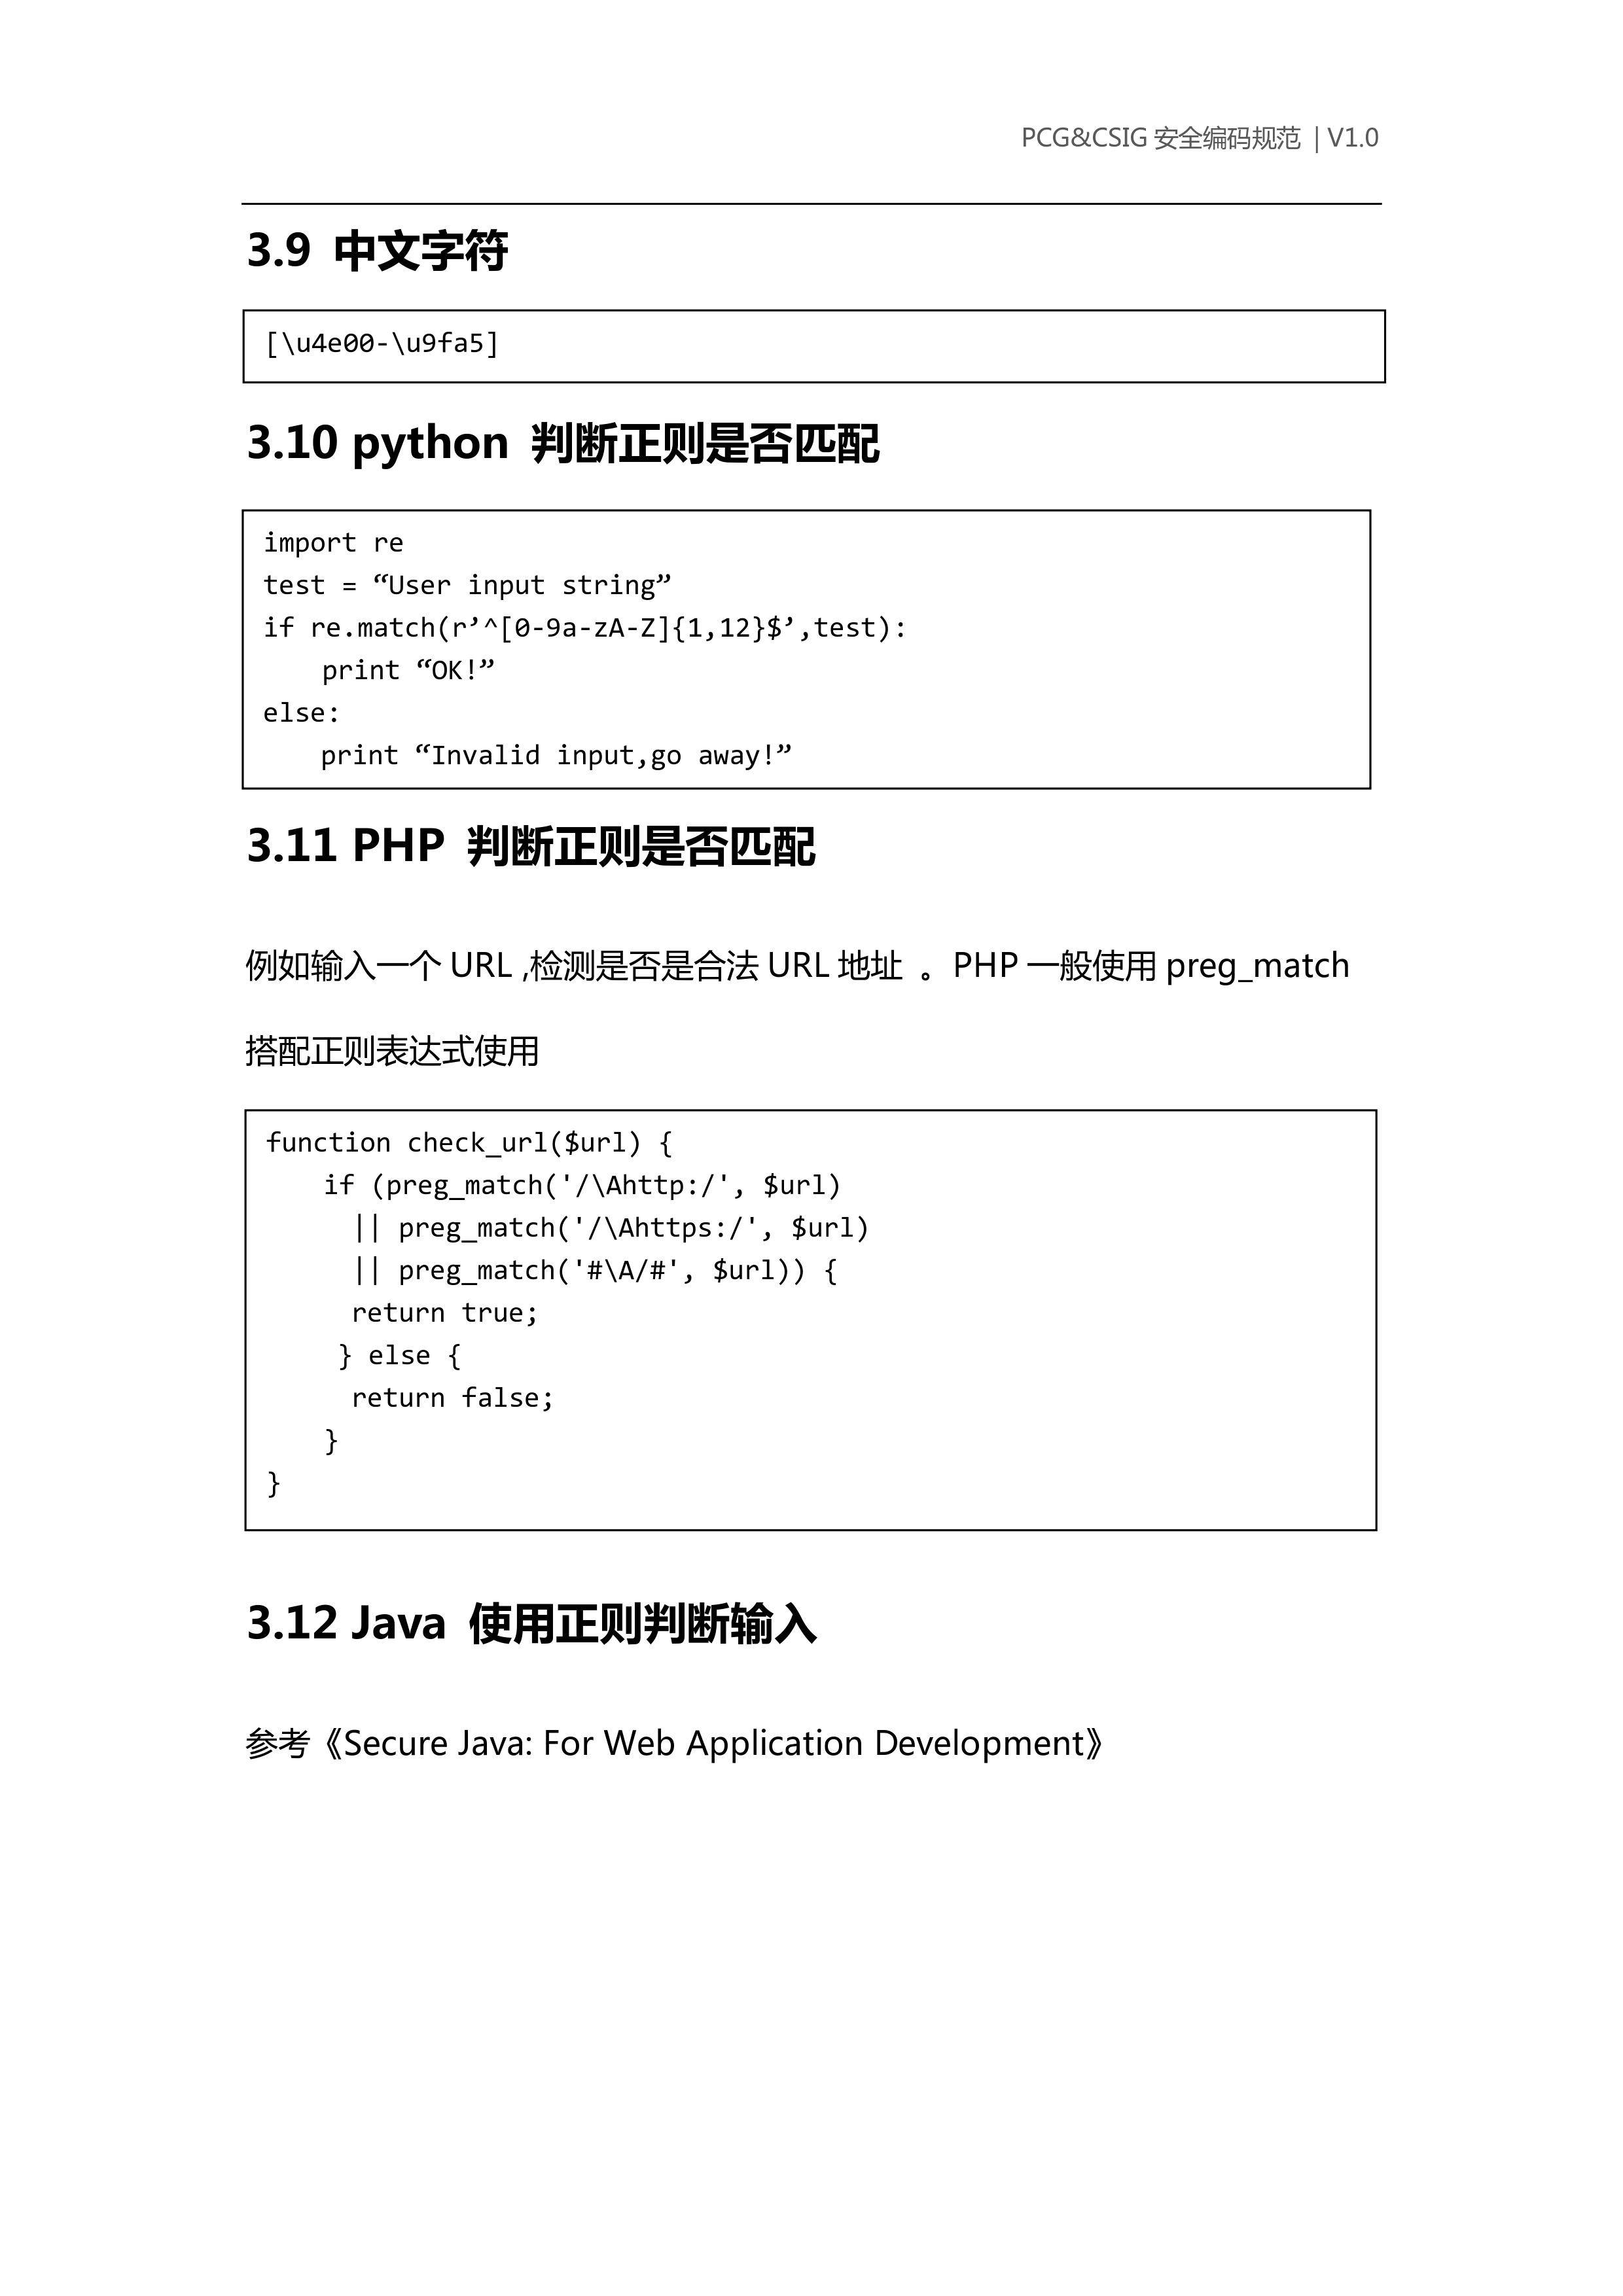 PCG&CSIG 安全编码规范 | V1.0
3.9 中文字符
[\u4e00-\u9fa5]
3.10 python 判断正则是否匹配
import re
test = “User input string”
if re.match(r’^[0-9a-zA-Z]{1,12}$’,test):
    print “OK!”
else:
    print “Invalid input,go away!”
3.11 PHP 判断正则是否匹配
例如输入一个 URL ,检测是否是合法 URL 地址 。PHP 一般使用 preg_match
搭配正则表达式使用
function check_url($url) {
    if (preg_match('/\Ahttp:/', $url)
      || preg_match('/\Ahttps:/', $url)
      || preg_match('#\A/#', $url)) {
      return true;
     } else {
      return false;
    }
}
3.12 Java 使用正则判断输入
参考《Secure Java: For Web Application Development》